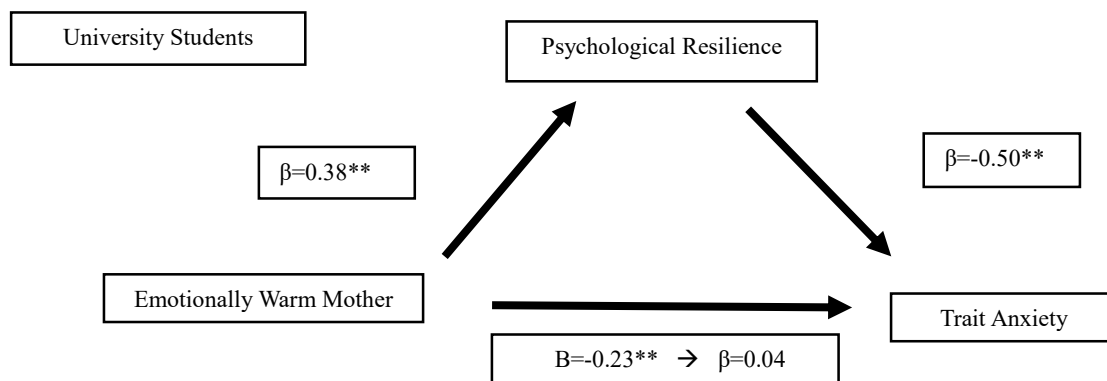 University Students
Psychological Resilience
β=0.38**
β=-0.50**
Emotionally Warm Mother
Trait Anxiety
B=-0.23** → β=0.04